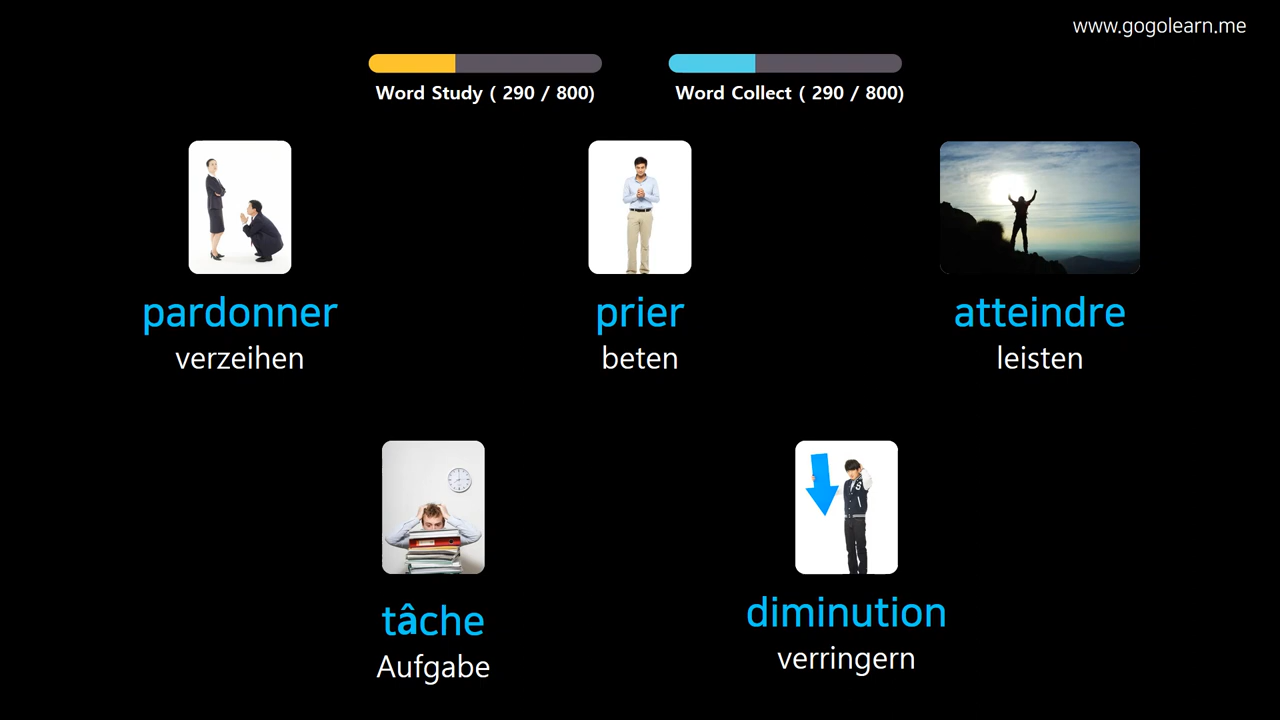 www.gogolearn.me
Word Study ( 290 / 800)
Word Collect ( 290 / 800)
pardonner
verzeihen
prier
beten
atteindre
leisten
tâche
Aufgabe
diminution
verringern